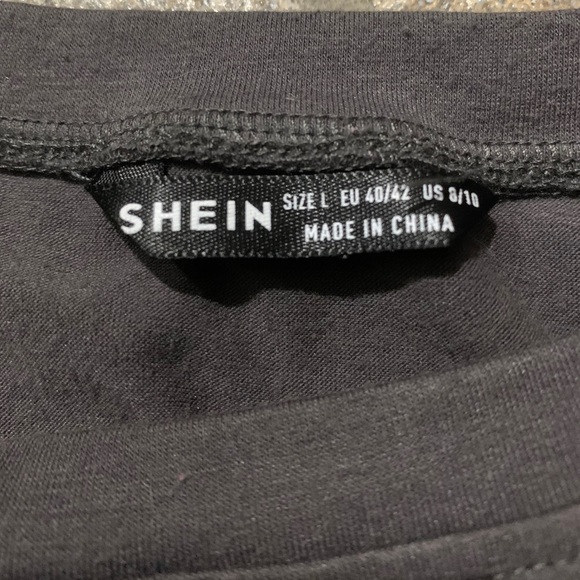 SHEIN SIZE L EU 40/42 US 8/10
MADE IN CHINA